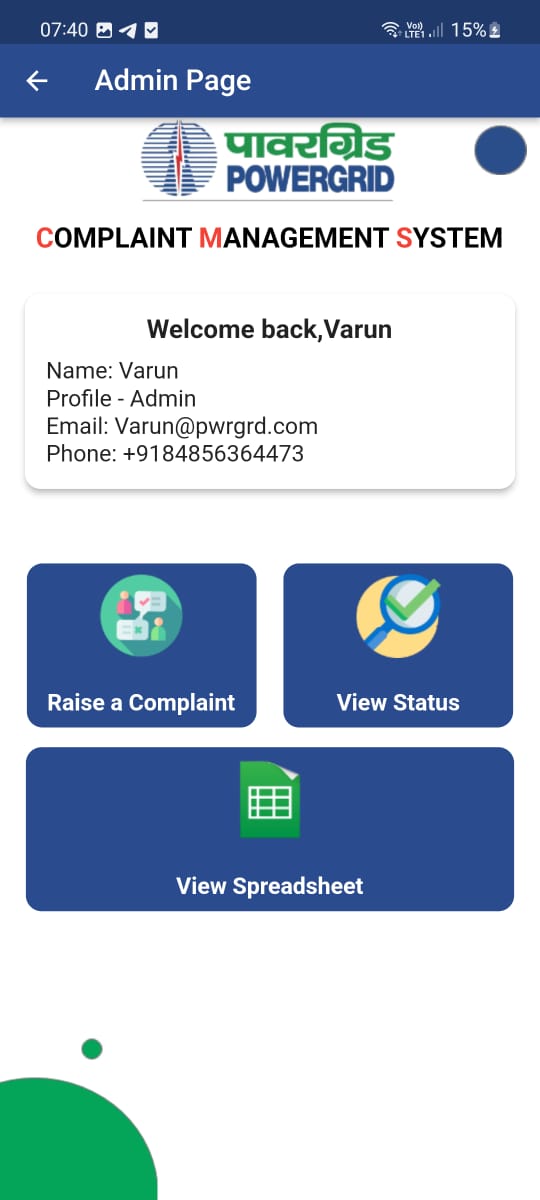 07:40 Vo)) LTE1 15%
Admin Page
पावरग्रिड
POWERGRID
COMPLAINT MANAGEMENT SYSTEM
Welcome back,Varun
Name: Varun
Profile - Admin
Email: Varun@pwrgrd.com
Phone: +9184856364473
Raise a Complaint
View Status
View Spreadsheet